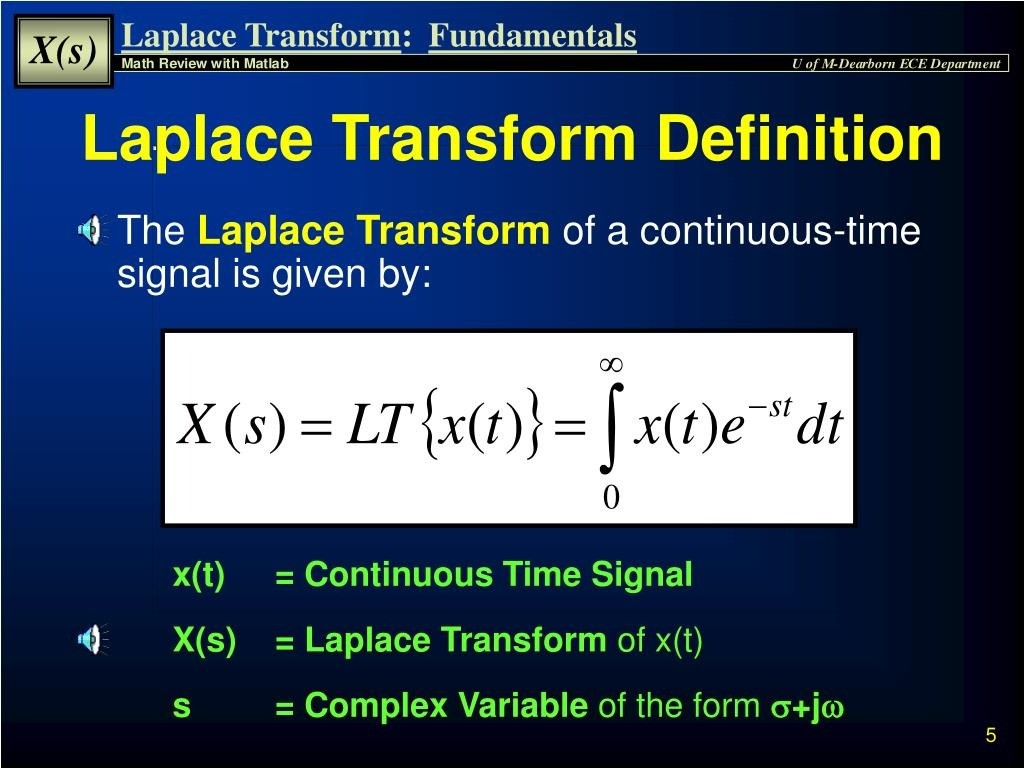 X(s)
Laplace Transform: Fundamentals
Math Review with Matlab
U of M-Dearborn ECE Department
Laplace Transform Definition
The Laplace Transform of a continuous-time
signal is given by:
X(s) = LT{x(t)} = ∫₀^∞ x(t)e^{−st} dt
x(t) = Continuous Time Signal
X(s) = Laplace Transform of x(t)
s = Complex Variable of the form σ+jω
5